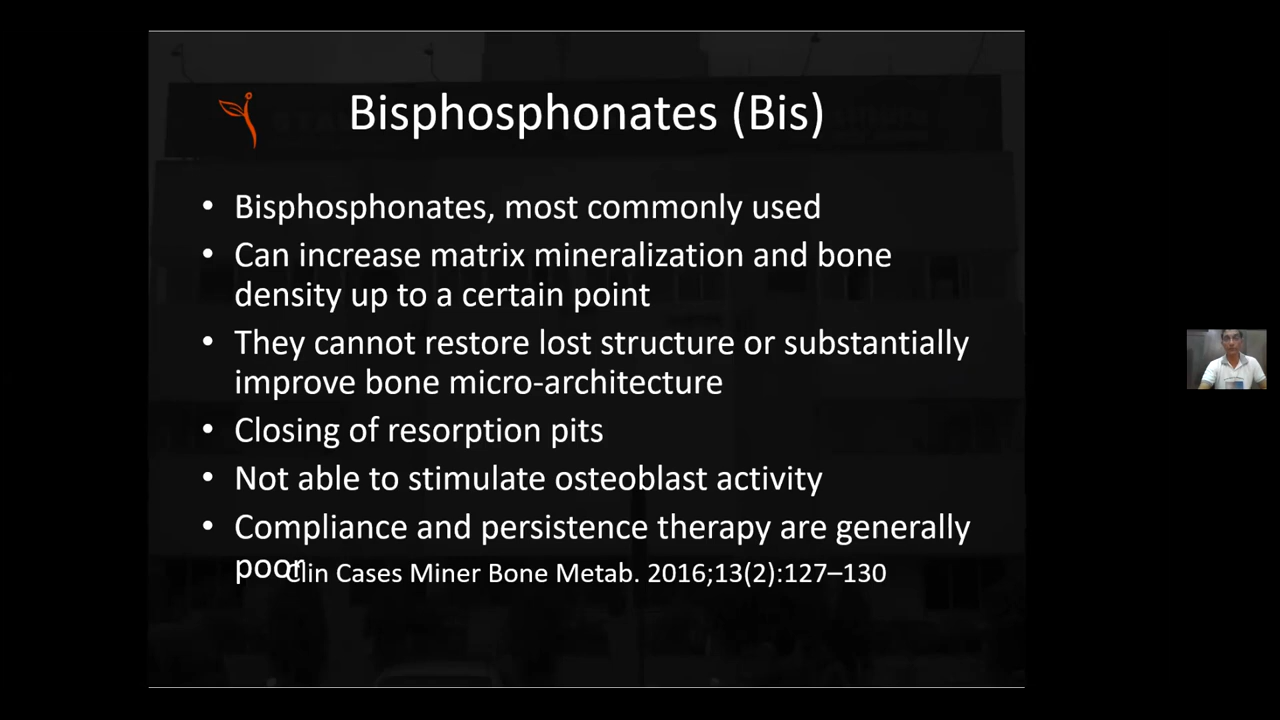 Bisphosphonates (Bis)
• Bisphosphonates, most commonly used
• Can increase matrix mineralization and bone
density up to a certain point
• They cannot restore lost structure or substantially
improve bone micro-architecture
• Closing of resorption pits
• Not able to stimulate osteoblast activity
• Compliance and persistence therapy are generally
poor
Clin Cases Miner Bone Metab. 2016;13(2):127–130